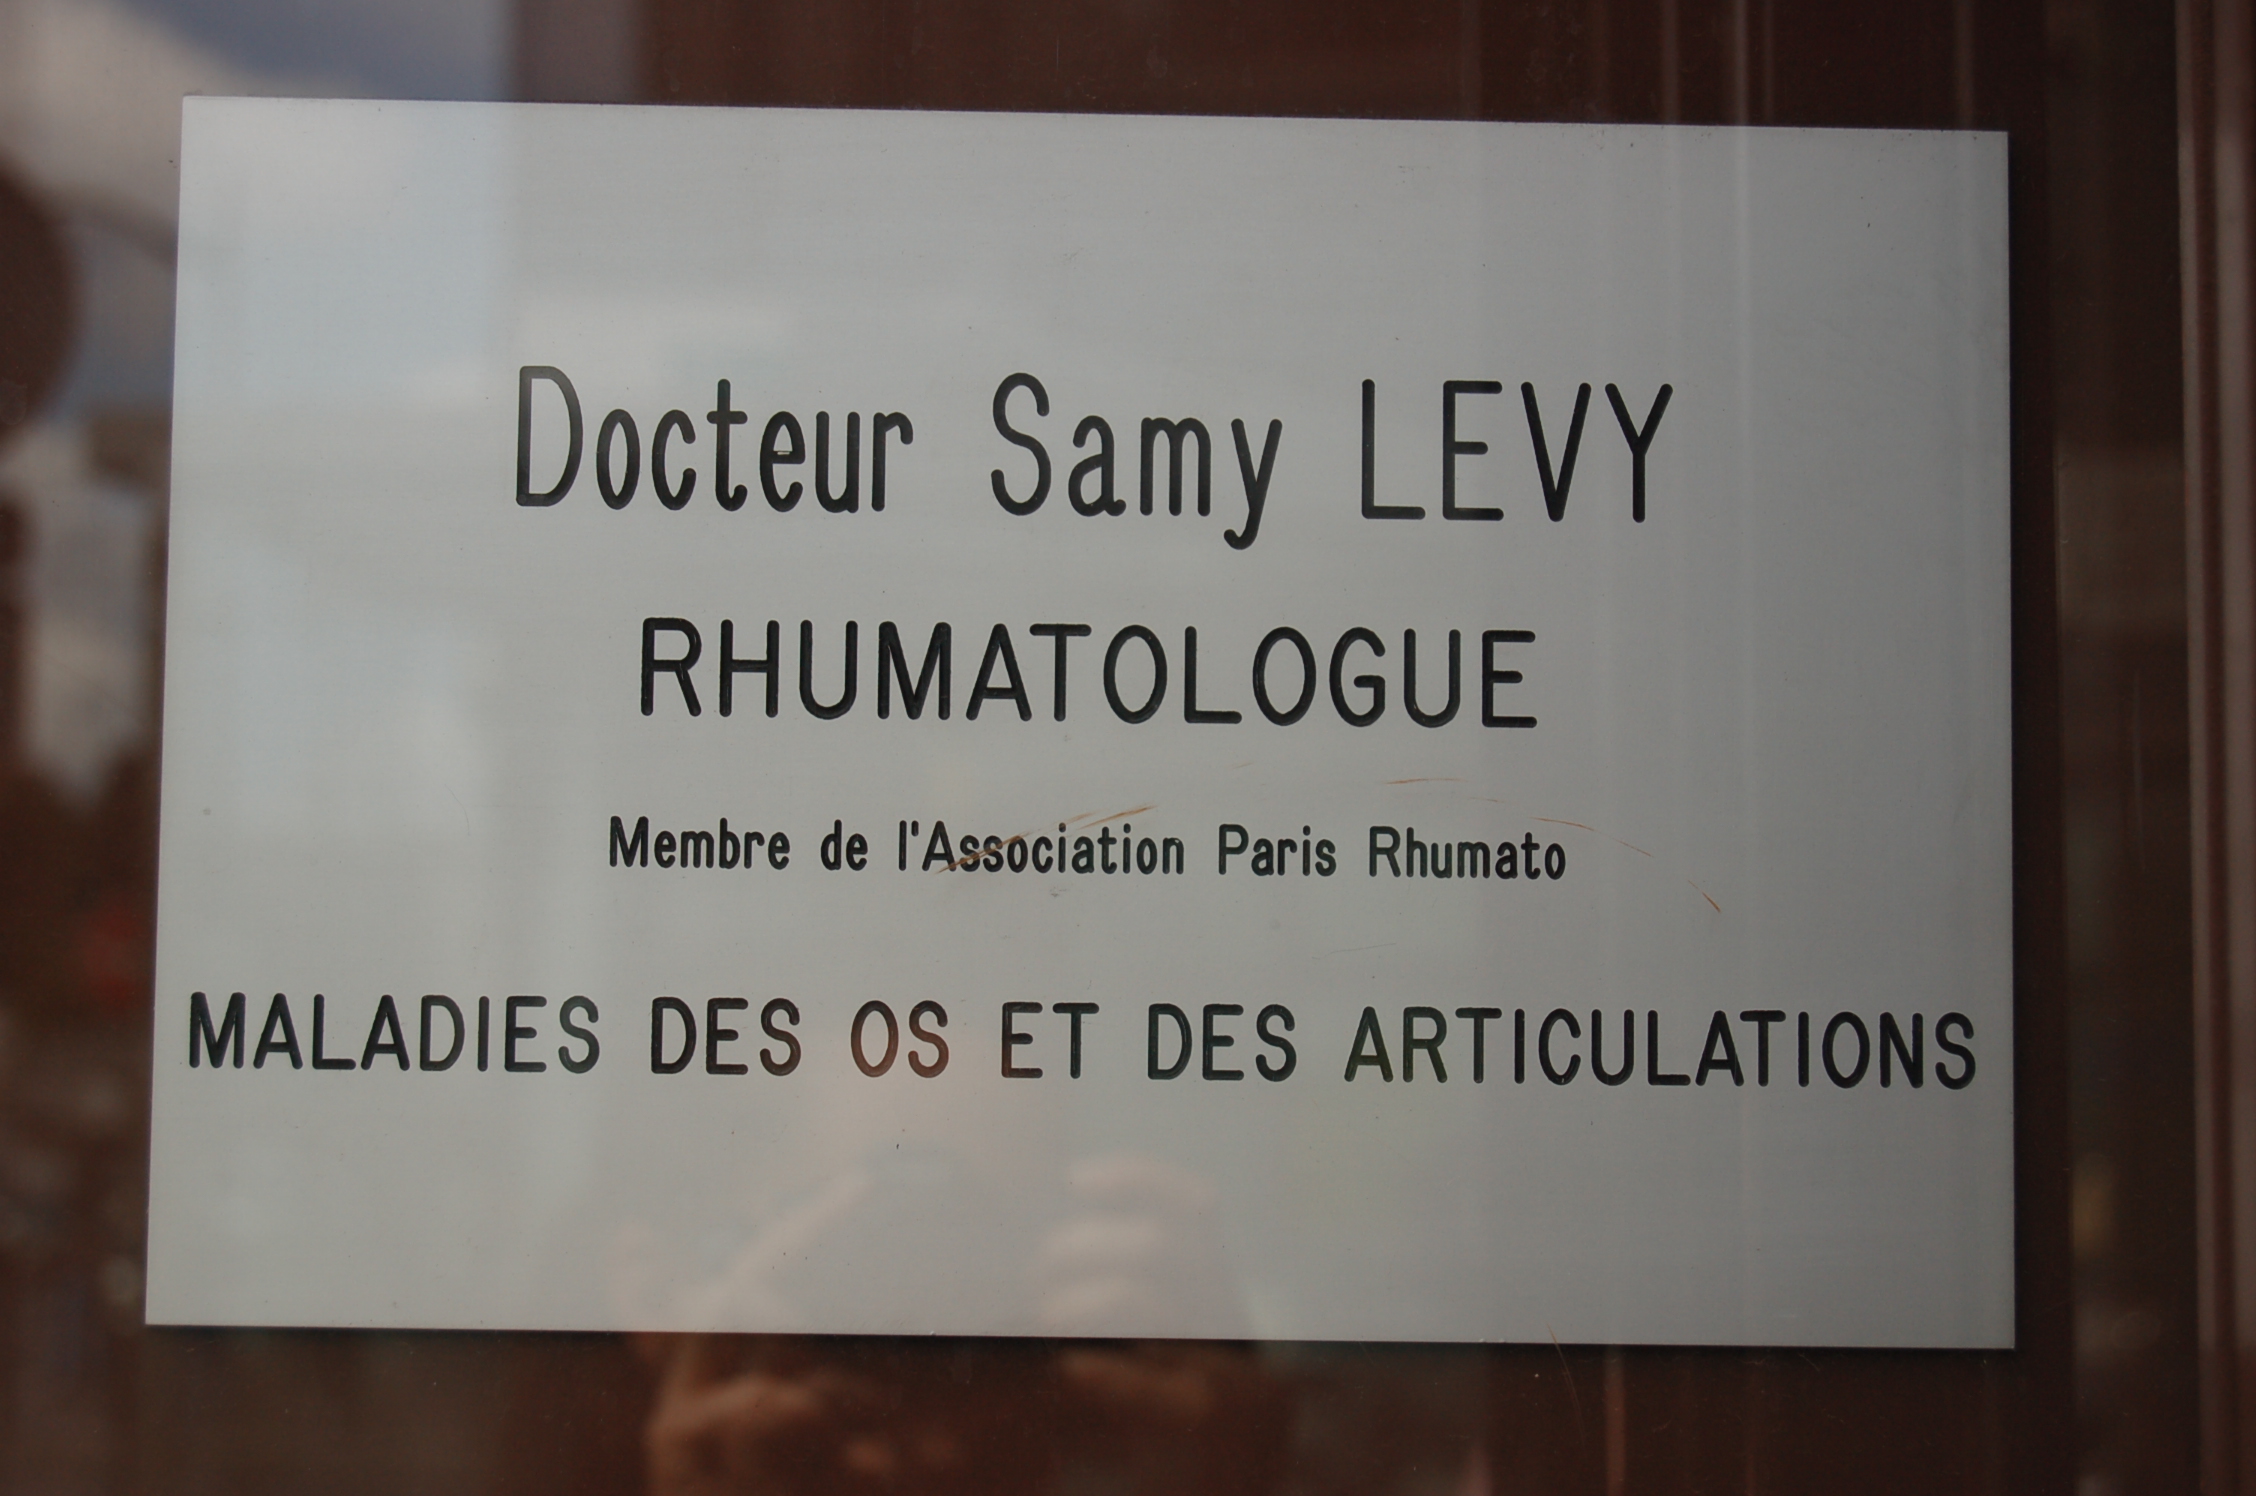 Docteur Samy LEVY
RHUMATOLOGUE
Membre de l'Association Paris Rhumato
MALADIES DES OS ET DES ARTICULATIONS